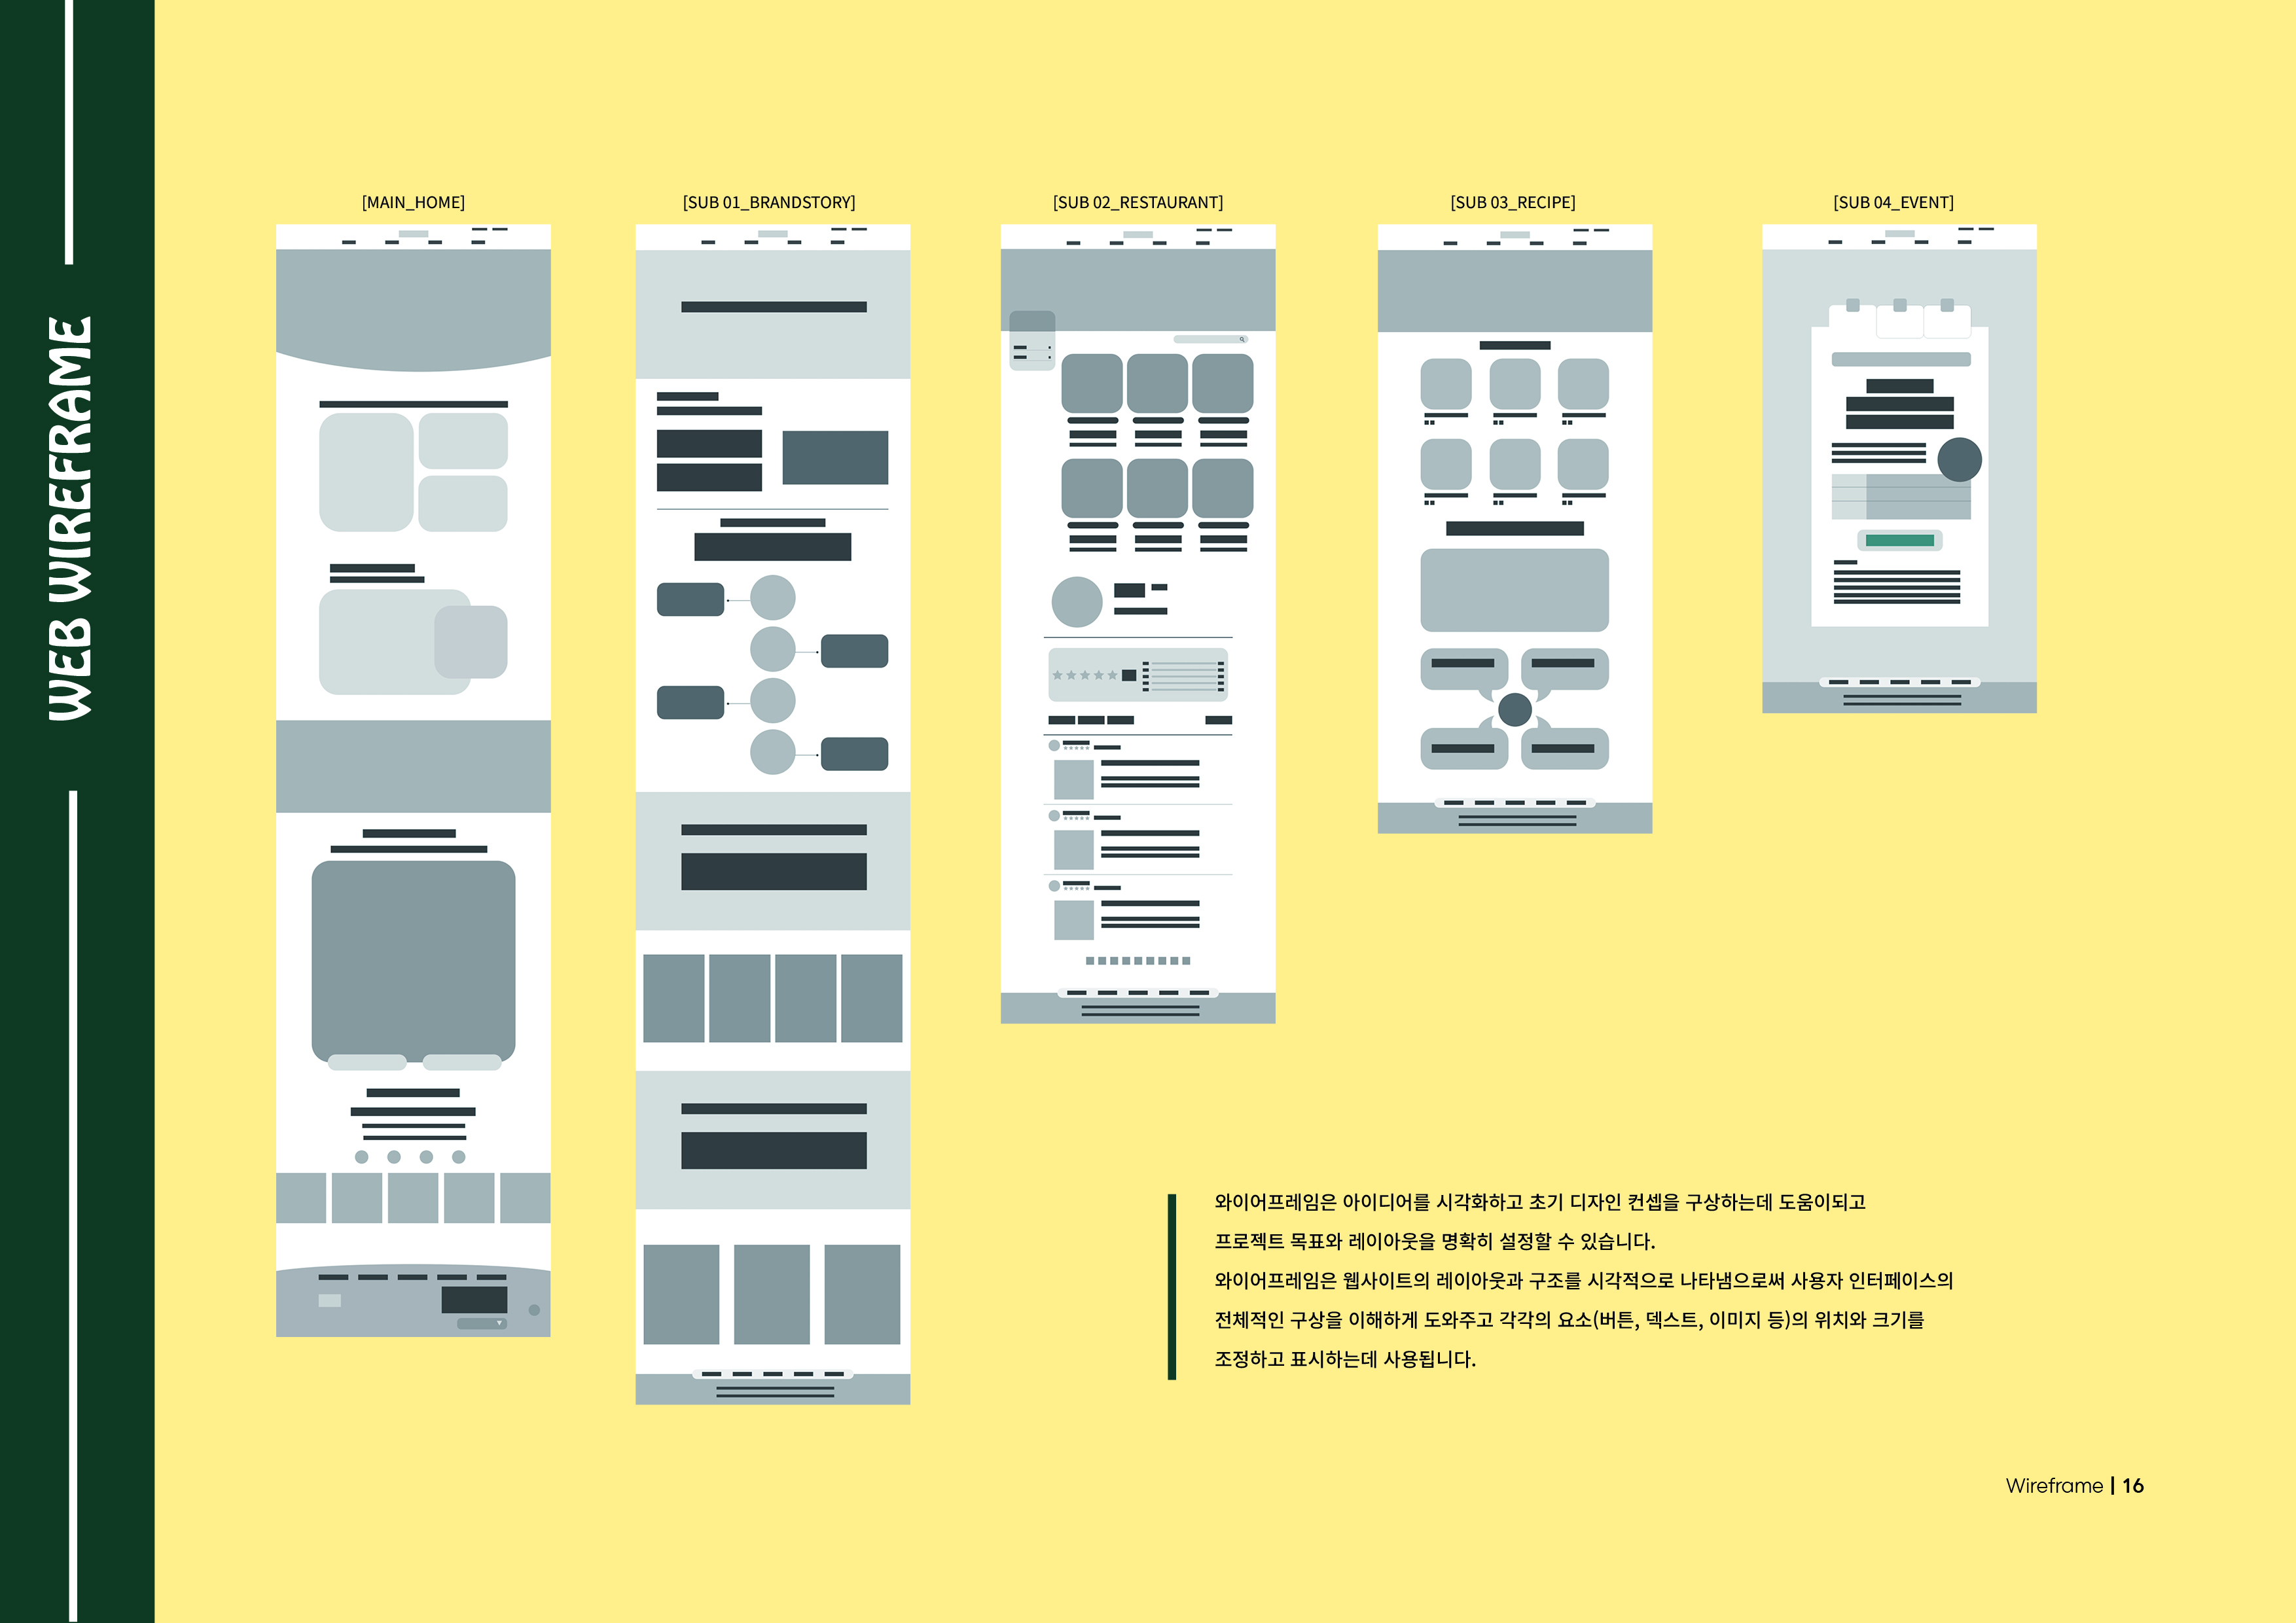 WEB WIREFRAME
[MAIN_HOME]
[SUB 01_BRANDSTORY]
[SUB 02_RESTAURANT]
[SUB 03_RECIPE]
[SUB 04_EVENT]
와이어프레임은 아이디어를 시각화하고 초기 디자인 컨셉을 구상하는데 도움이되고
프로젝트 목표와 레이아웃을 명확히 설정할 수 있습니다.
와이어프레임은 웹사이트의 레이아웃과 구조를 시각적으로 나타냄으로써 사용자 인터페이스의
전체적인 구상을 이해하게 도와주고 각각의 요소(버튼, 덱스트, 이미지 등)의 위치와 크기를
조정하고 표시하는데 사용됩니다.
Wireframe | 16